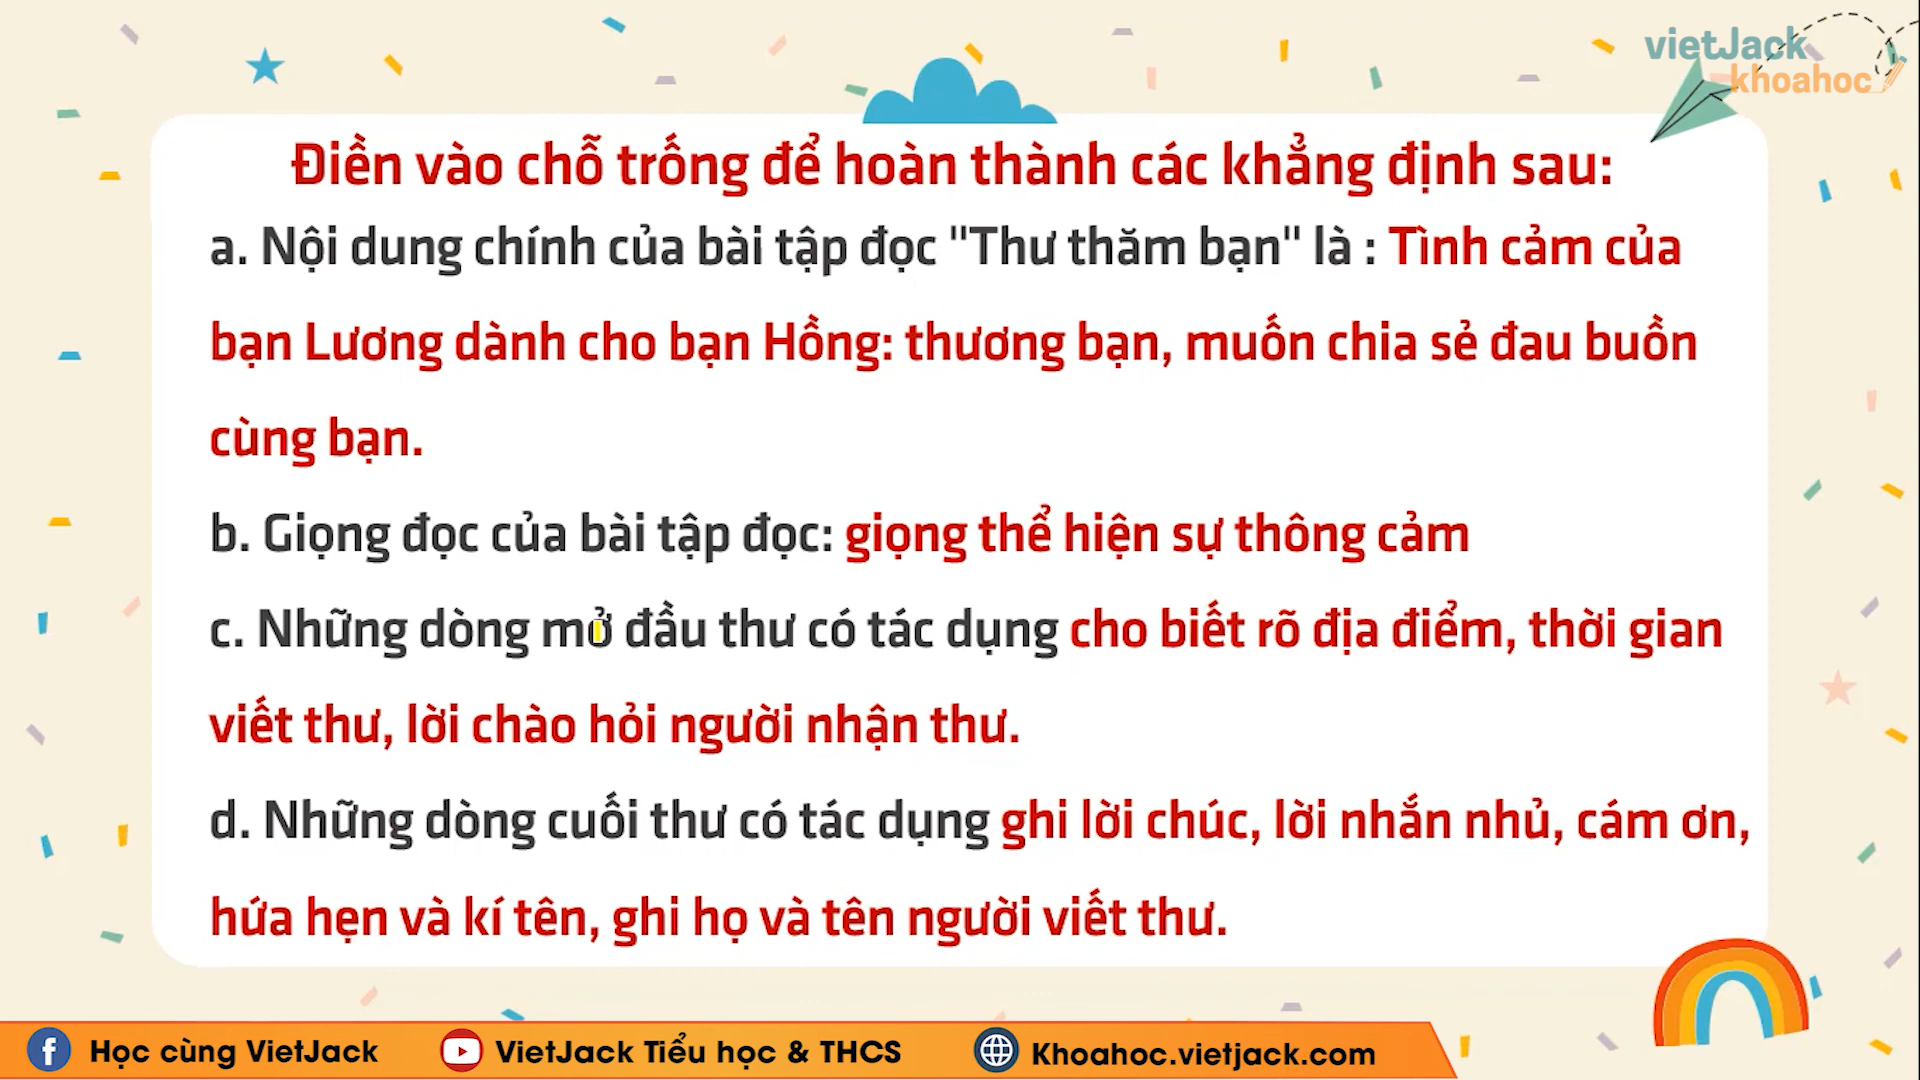 vietJack
khoahoc
Điền vào chỗ trống để hoàn thành các khẳng định sau:
a. Nội dung chính của bài tập đọc "Thư thăm bạn" là : Tình cảm của
bạn Lương dành cho bạn Hồng: thương bạn, muốn chia sẻ đau buồn
cùng bạn.
b. Giọng đọc của bài tập đọc: giọng thể hiện sự thông cảm
c. Những dòng mở đầu thư có tác dụng cho biết rõ địa điểm, thời gian
viết thư, lời chào hỏi người nhận thư.
d. Những dòng cuối thư có tác dụng ghi lời chúc, lời nhắn nhủ, cám ơn,
hứa hẹn và kí tên, ghi họ và tên người viết thư.
Học cùng VietJack
VietJack Tiểu học & THCS
Khoahoc.vietjack.com